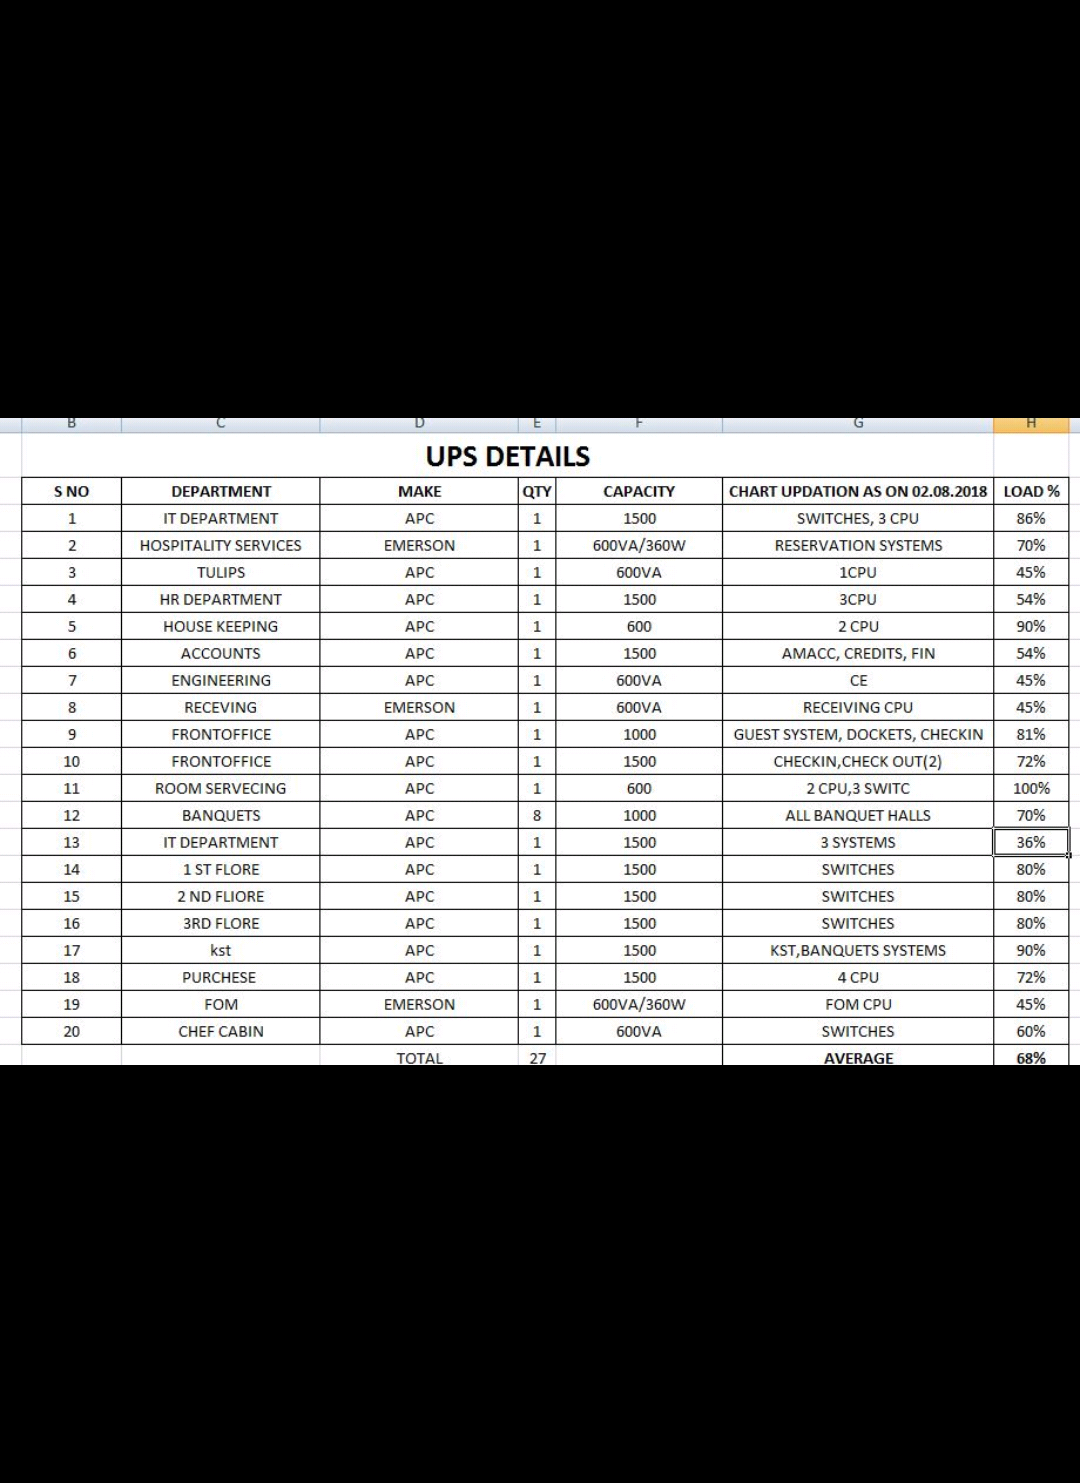 B C D E F G H
UPS DETAILS
S NO DEPARTMENT MAKE QTY CAPACITY CHART UPDATION AS ON 02.08.2018 LOAD %
1 IT DEPARTMENT APC 1 1500 SWITCHES, 3 CPU 86%
2 HOSPITALITY SERVICES EMERSON 1 600VA/360W RESERVATION SYSTEMS 70%
3 TULIPS APC 1 600VA 1CPU 45%
4 HR DEPARTMENT APC 1 1500 3CPU 54%
5 HOUSE KEEPING APC 1 600 2 CPU 90%
6 ACCOUNTS APC 1 1500 AMACC, CREDITS, FIN 54%
7 ENGINEERING APC 1 600VA CE 45%
8 RECEVING EMERSON 1 600VA RECEIVING CPU 45%
9 FRONTOFFICE APC 1 1000 GUEST SYSTEM, DOCKETS, CHECKIN 81%
10 FRONTOFFICE APC 1 1500 CHECKIN,CHECK OUT(2) 72%
11 ROOM SERVECING APC 1 600 2 CPU,3 SWITC 100%
12 BANQUETS APC 8 1000 ALL BANQUET HALLS 70%
13 IT DEPARTMENT APC 1 1500 3 SYSTEMS 36%
14 1 ST FLORE APC 1 1500 SWITCHES 80%
15 2 ND FLIORE APC 1 1500 SWITCHES 80%
16 3RD FLORE APC 1 1500 SWITCHES 80%
17 kst APC 1 1500 KST,BANQUETS SYSTEMS 90%
18 PURCHESE APC 1 1500 4 CPU 72%
19 FOM EMERSON 1 600VA/360W FOM CPU 45%
20 CHEF CABIN APC 1 600VA SWITCHES 60%
TOTAL 27 AVERAGE 68%